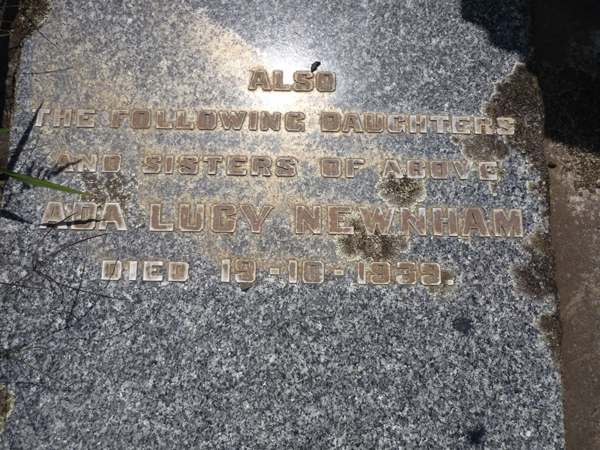 ALSO
THE FOLLOWING DAUGHTERS
AND SISTERS OF ABOVE
ADA LUCY NEWNHAM
DIED 19-10-1939.